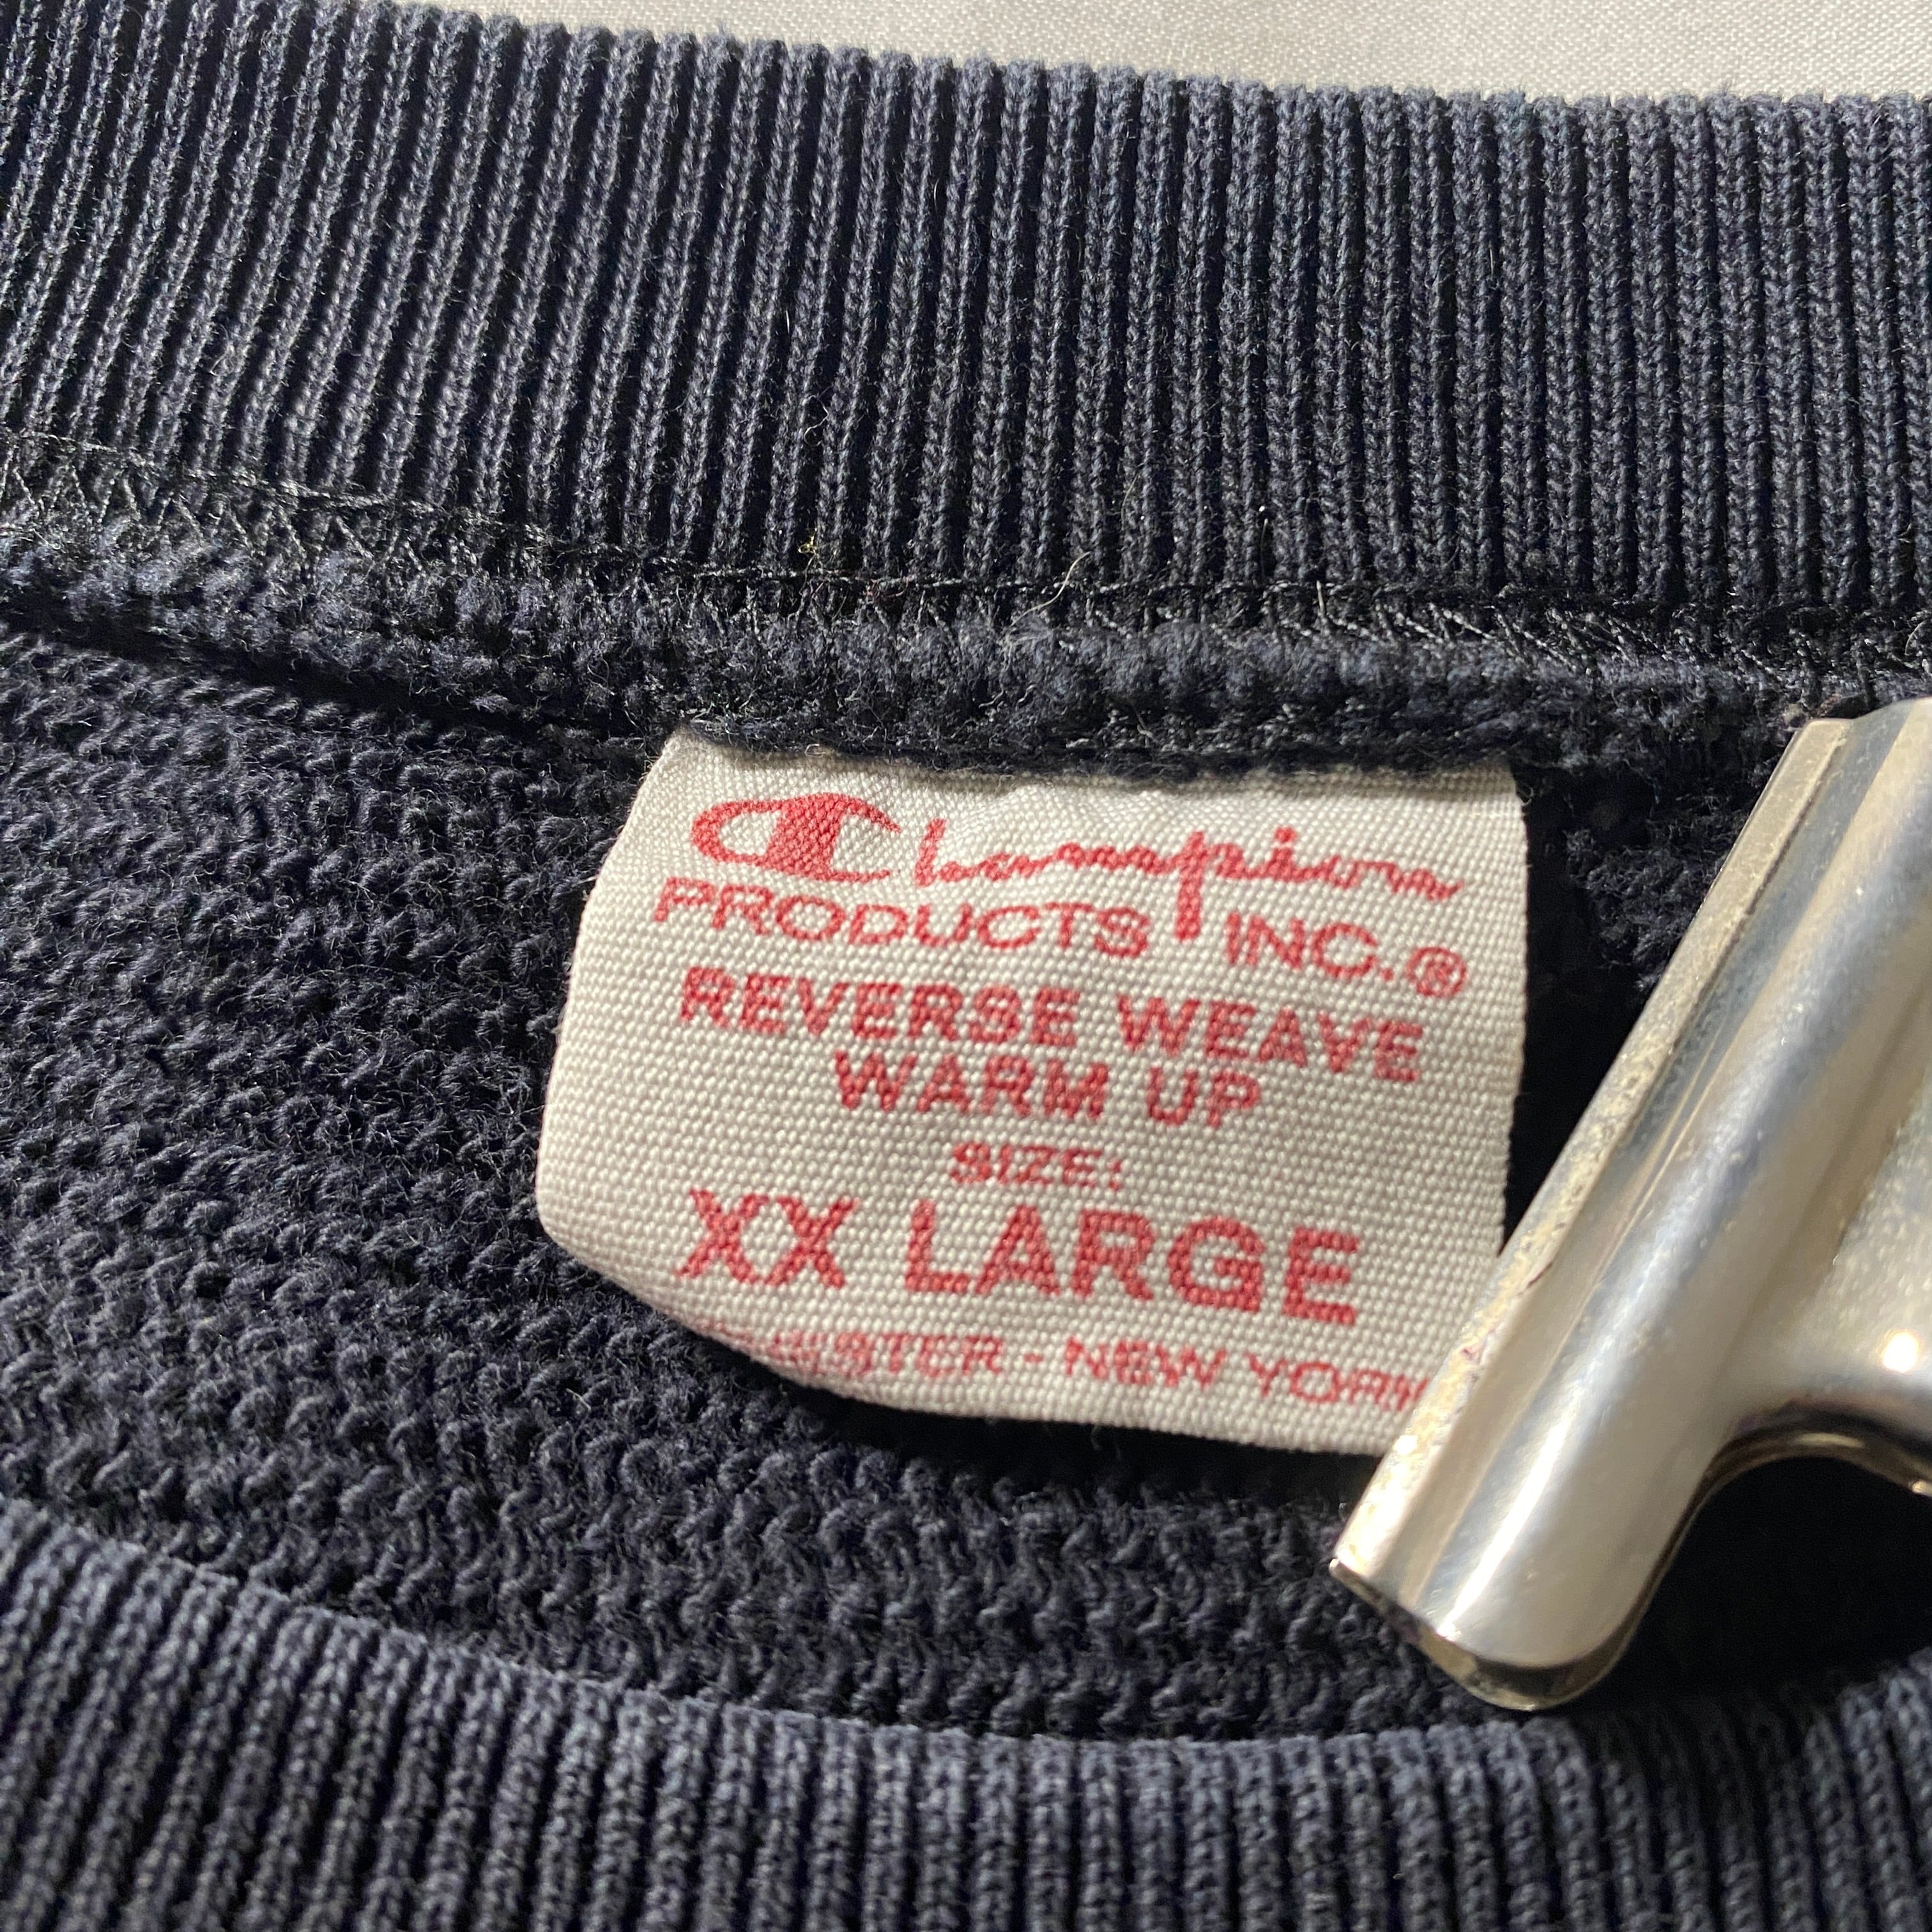 Champion
PRODUCTS INC.®
REVERSE WEAVE
WARM UP
SIZE:
XX LARGE
- NEW YORK